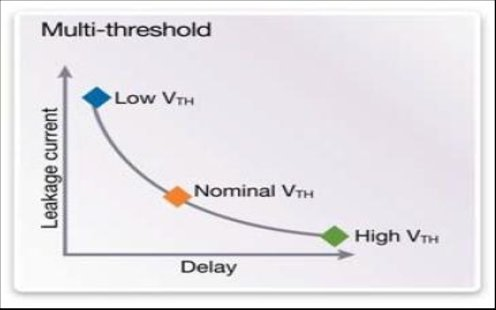 Multi-threshold
Low VTH
Leakage current
Nominal VTH
High VTH
Delay